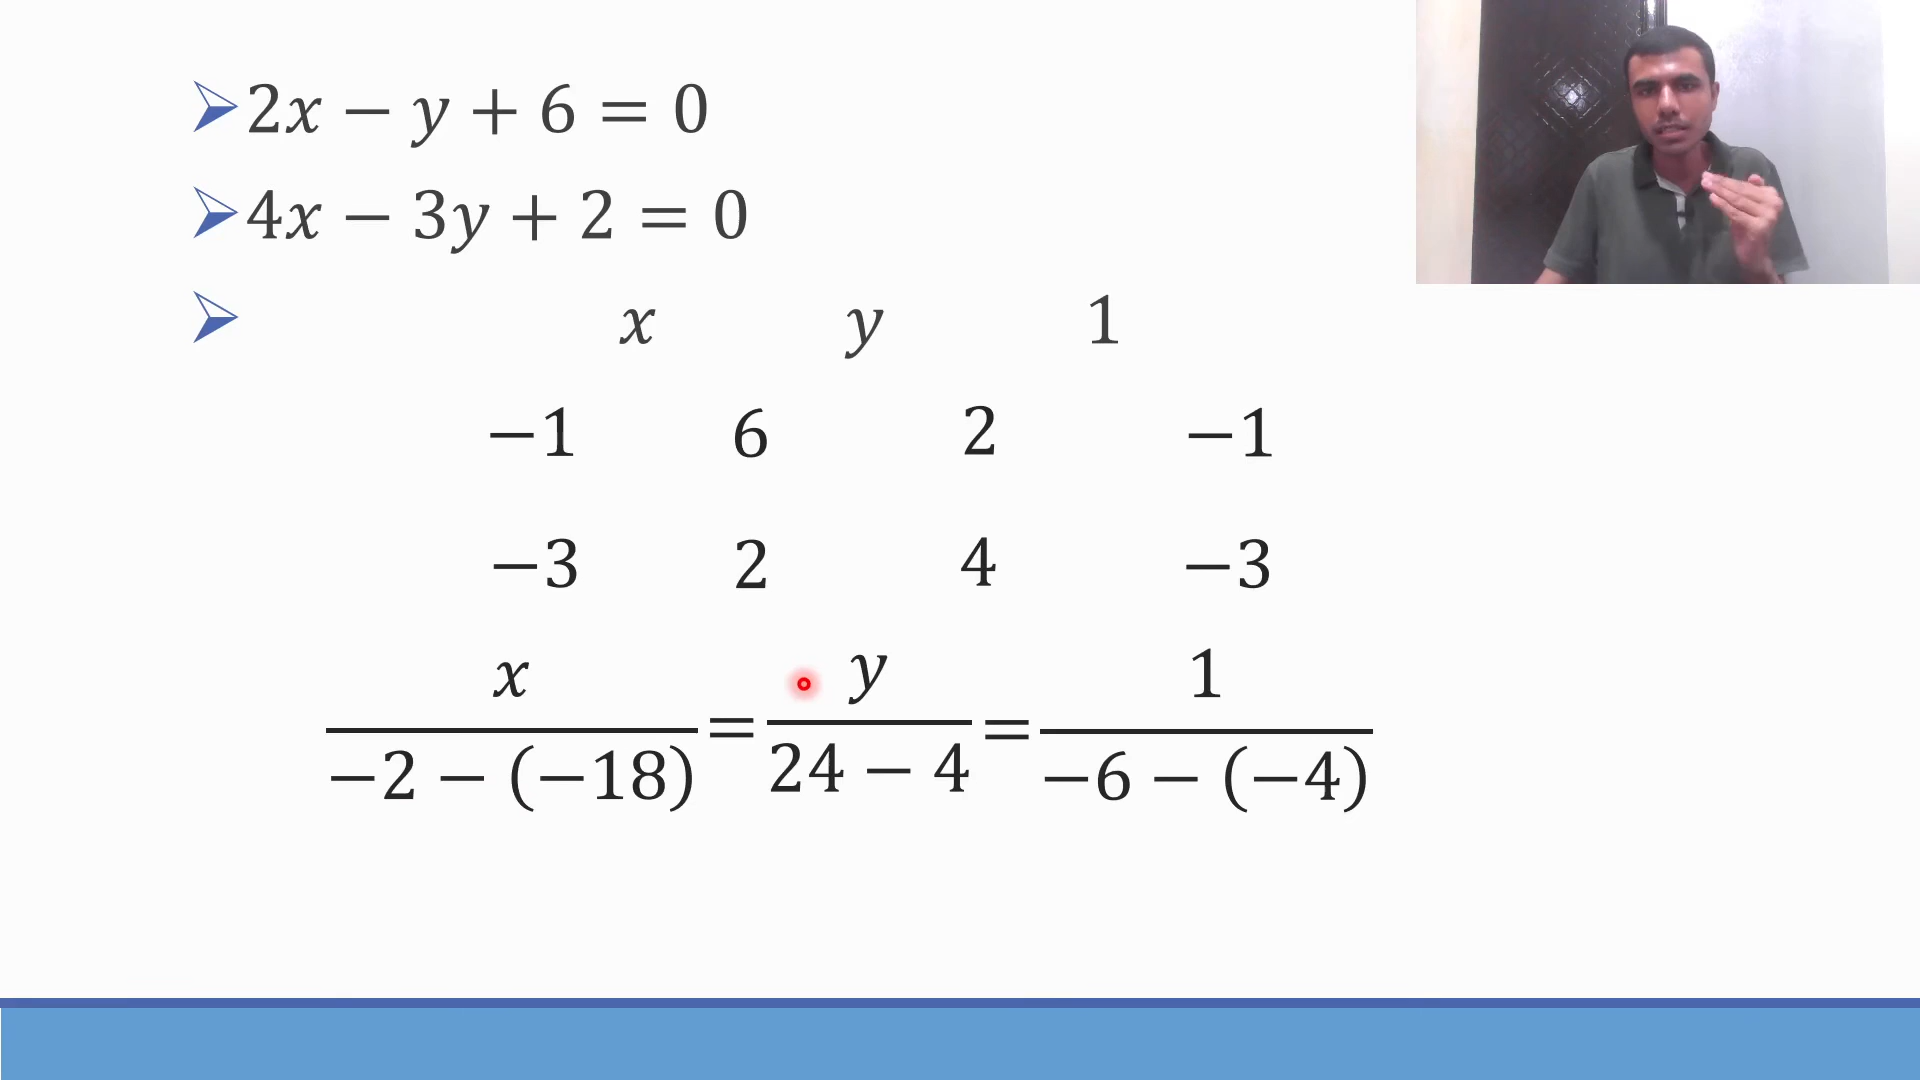 2x − y + 6 = 0
4x − 3y + 2 = 0
x y 1
−1 6 2 −1
−3 2 4 −3
x/(−2 − (−18)) = y/(24 − 4) = 1/(−6 − (−4))